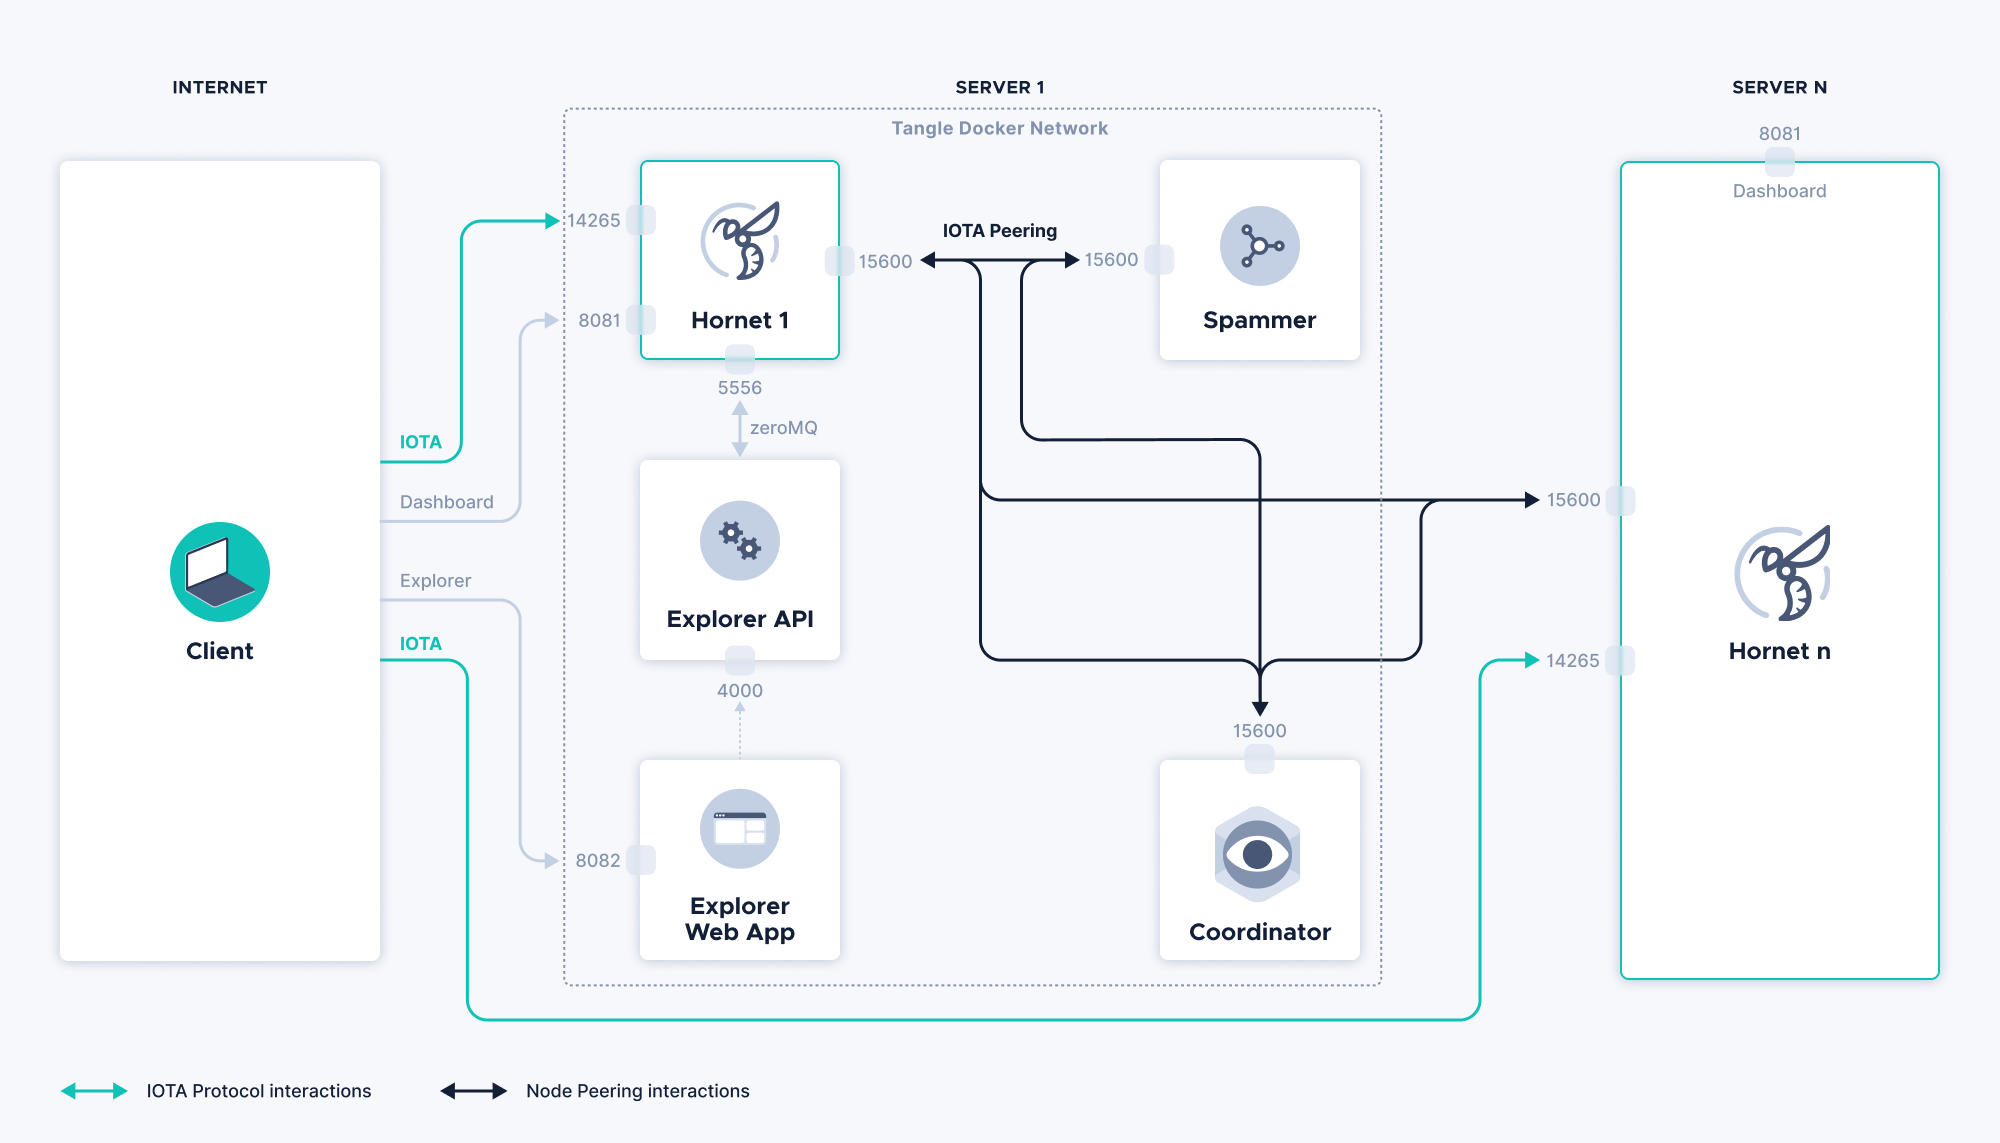 INTERNET
SERVER 1
SERVER N
Tangle Docker Network
8081
Dashboard
14265
8081
Hornet 1
15600
IOTA Peering
15600
Spammer
5556
zeroMQ
IOTA
Dashboard
Explorer
IOTA
Client
Explorer API
4000
8082
Explorer
Web App
15600
Coordinator
15600
14265
Hornet n
IOTA Protocol interactions
Node Peering interactions